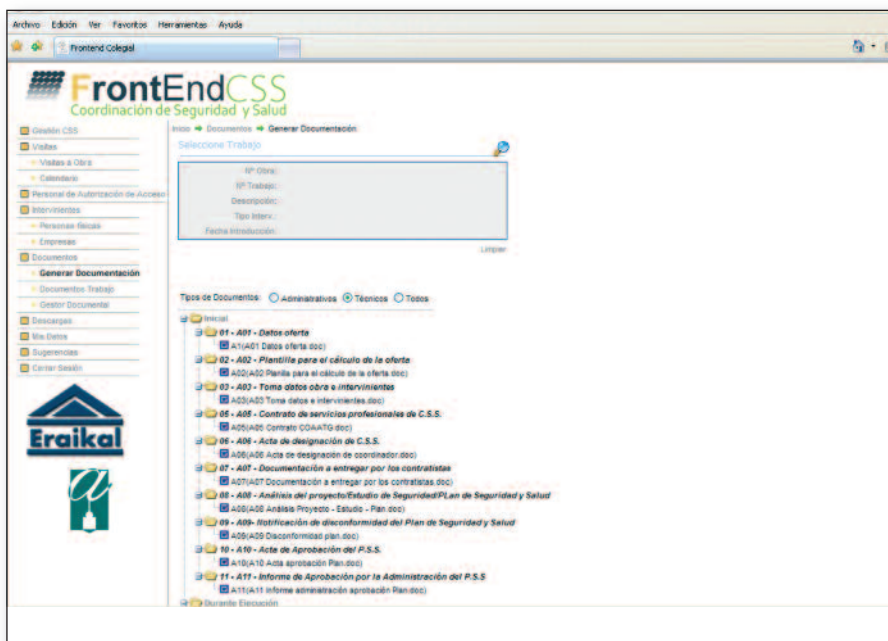 Archivo Edición Ver Favoritos Herramientas Ayuda
Frontend Colegial
FrontEndCSS
Coordinación de Seguridad y Salud
Gestión CSS
Visitas
Visitas a Obra
Calendario
Personal de Autorización de Acceso
Intervinientes
Personas físicas
Empresas
Documentos
Generar Documentación
Documentos Trabajo
Gestor Documental
Descargas
Mis Datos
Sugerencias
Cerrar Sesión
Eraikal
a
Inicio Documentos Generar Documentación
Seleccione Trabajo
Nº Obra:
Nº Trabajo:
Descripción:
Tipo Interv.:
Fecha Introducción:
Limpiar
Tipos de Documentos: Administrativos Técnicos Todos
Inicial
01 - A01 - Datos oferta
A1(A01 Datos oferta.doc)
02 - A02 - Plantilla para el cálculo de la oferta
A02(A02 Planilla para el cálculo de la oferta.doc)
03 - A03 - Toma datos obra e intervinientes
A03(A03 Toma datos e intervinientes.doc)
05 - A05 - Contrato de servicios profesionales de C.S.S.
A05(A05 Contrato COAATG.doc)
06 - A06 - Acta de designación de C.S.S.
A06(A06 Acta de designación de coordinador.doc)
07 - A07 - Documentación a entregar por los contratistas
A07(A07 Documentación a entregar por los contratistas.doc)
08 - A08 - Análisis del proyecto/Estudio de Seguridad/PLan de Seguridad y Salud
A08(A08 Análisis Proyecto - Estudio - Plan.doc)
09 - A09- Notificación de disconformidad del Plan de Seguridad y Salud
A09(A09 Disconformidad plan.doc)
10 - A10 - Acta de Aprobación del P.S.S.
A10(A10 Acta aprobación Plan.doc)
11 - A11 - Informe de Aprobación por la Administración del P.S.S
A11(A11 Informe administración aprobación Plan.doc)
Durante Ejecución